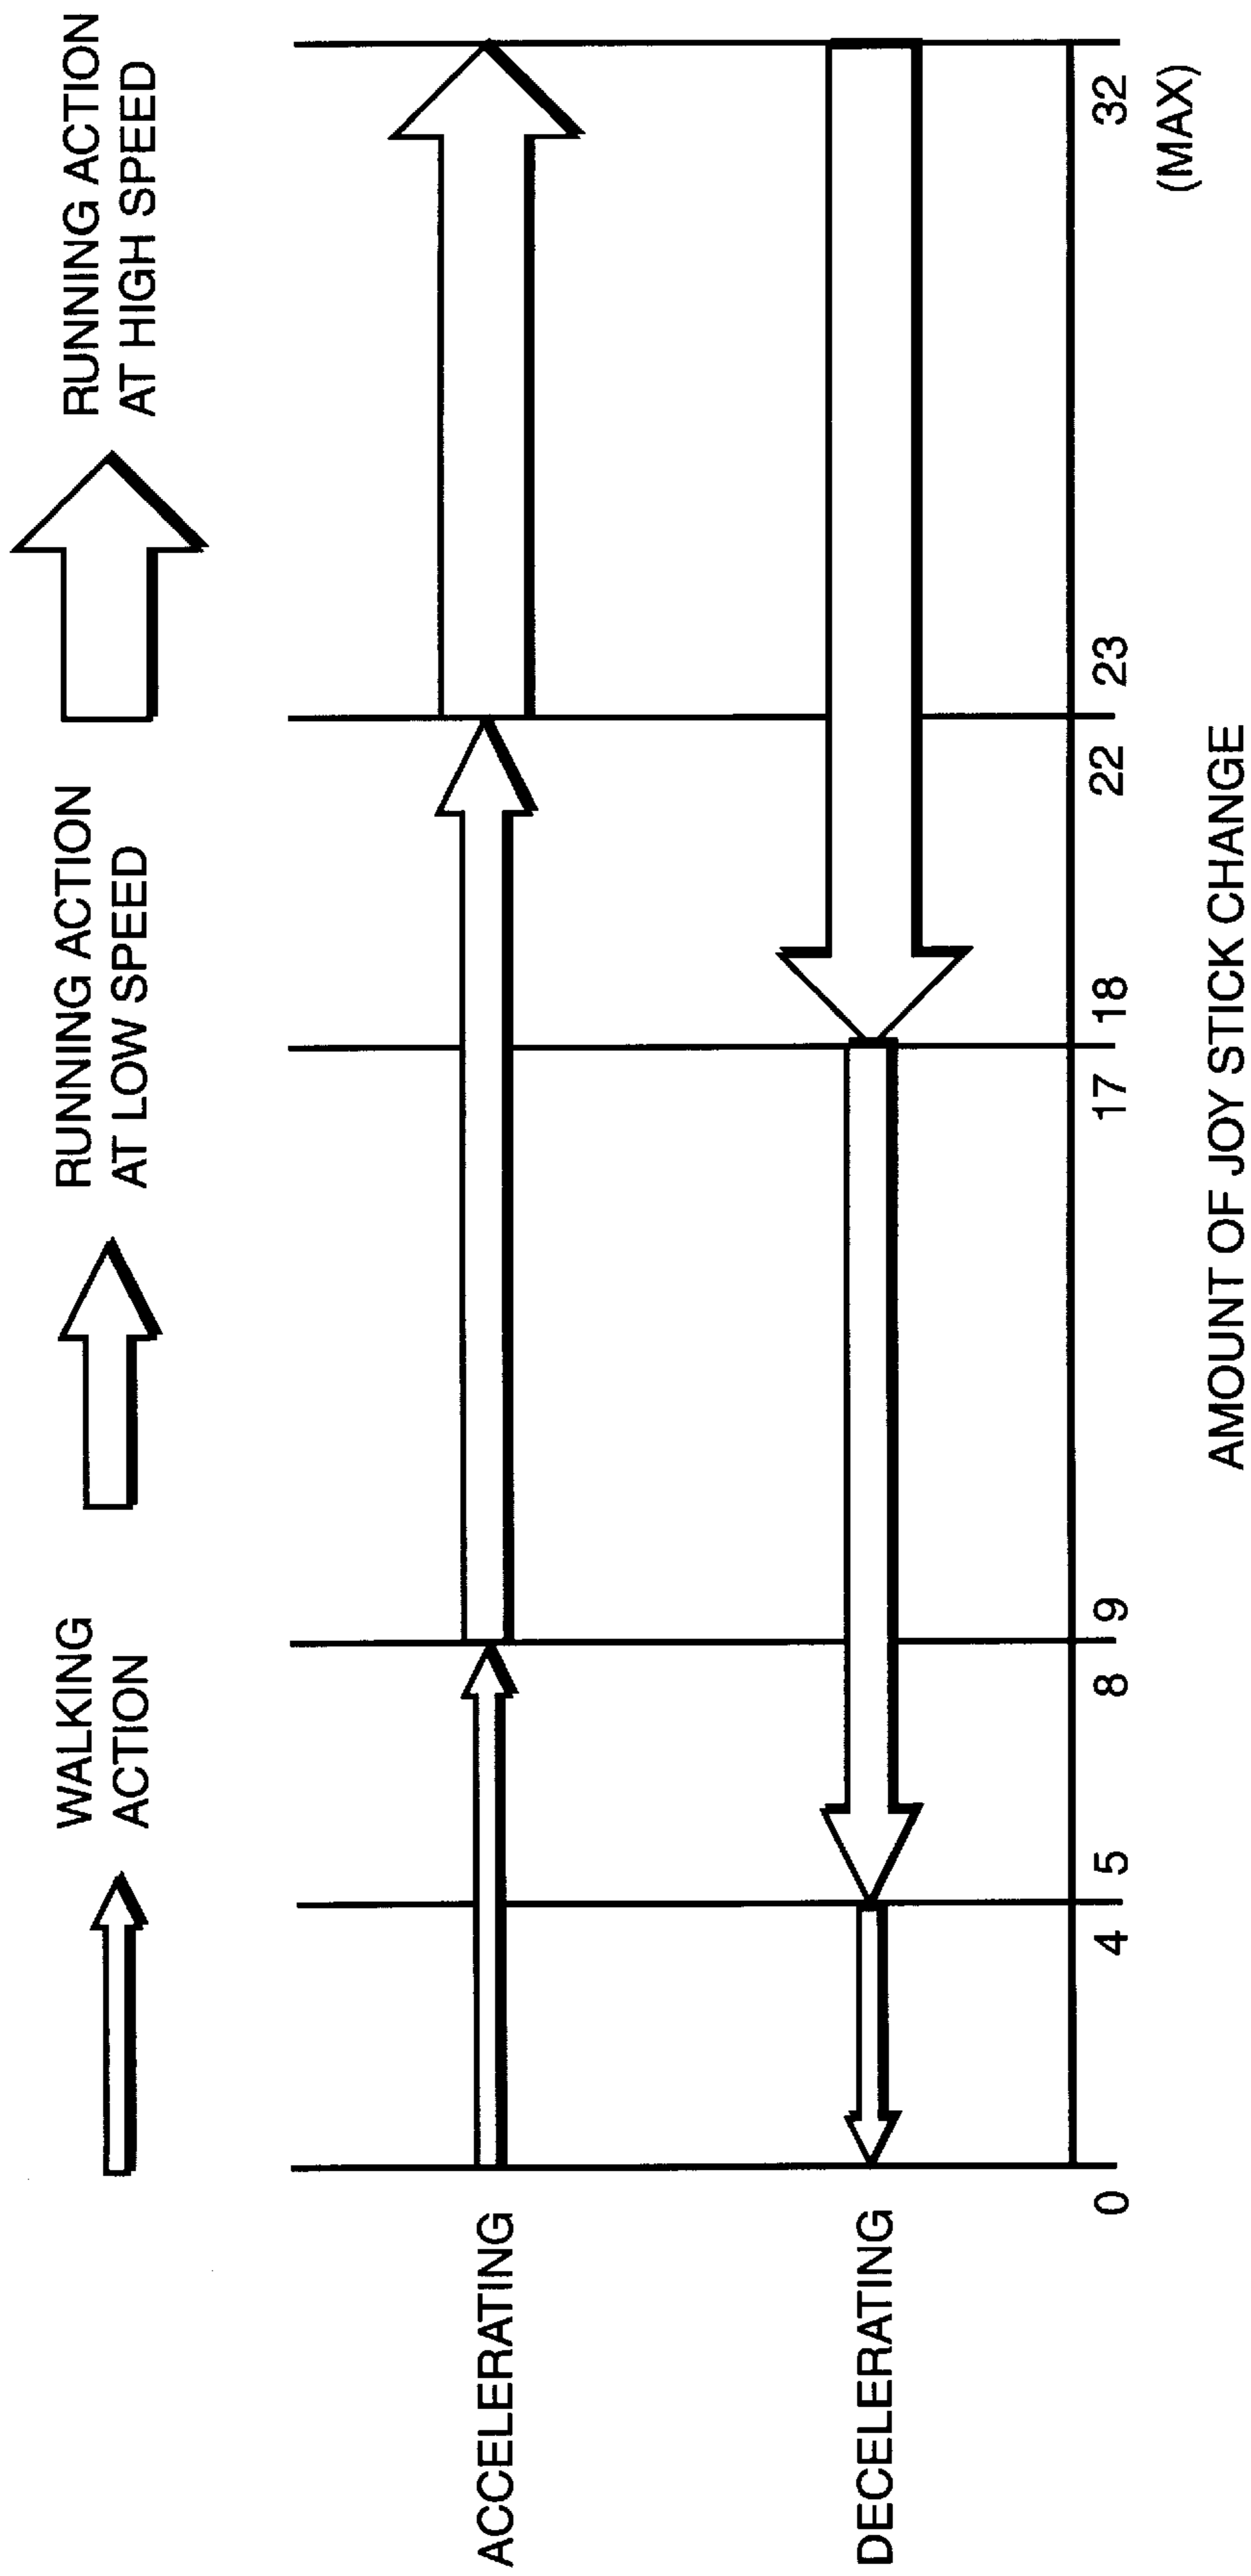 WALKING
ACTION
RUNNING ACTION
AT LOW SPEED
RUNNING ACTION
AT HIGH SPEED
ACCELERATING
DECELERATING
0 4 5 8 9 17 18 22 23 32
(MAX)
AMOUNT OF JOY STICK CHANGE